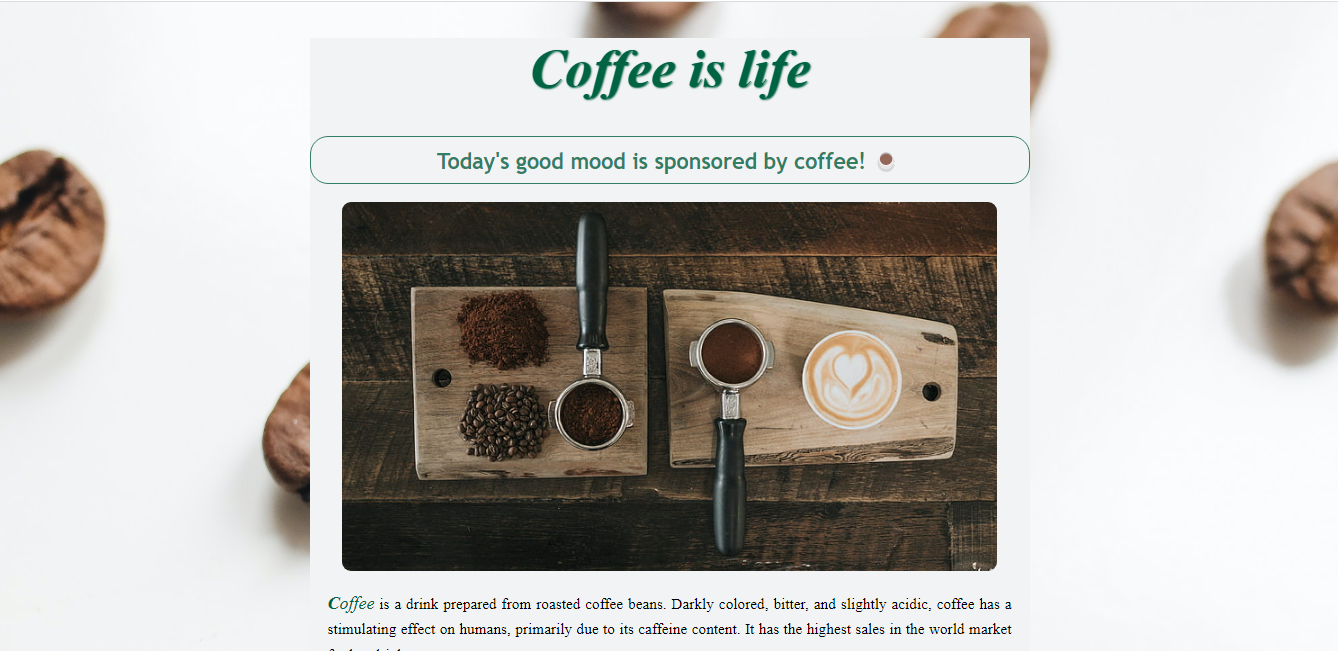 Coffee is life
Today's good mood is sponsored by coffee! ☕
Coffee is a drink prepared from roasted coffee beans. Darkly colored, bitter, and slightly acidic, coffee has a
stimulating effect on humans, primarily due to its caffeine content. It has the highest sales in the world market